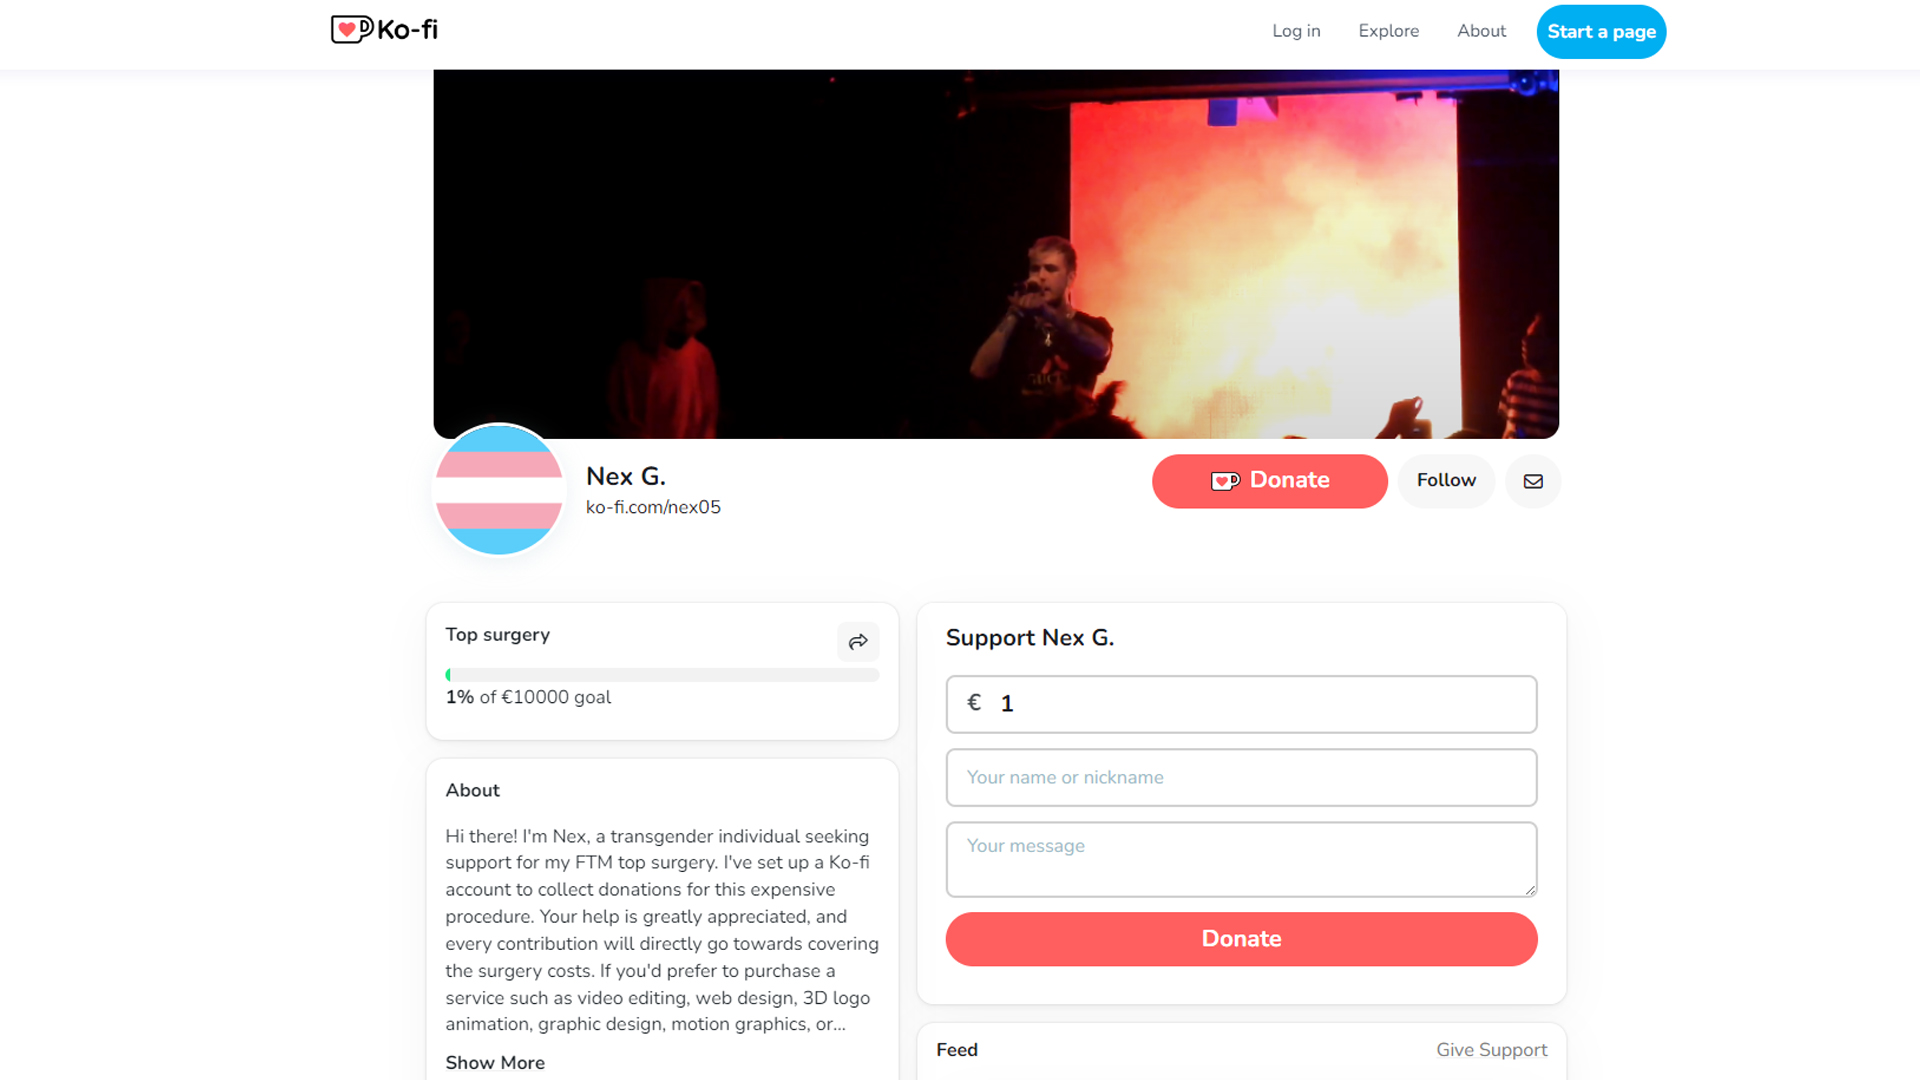 Ko-fi
Log in
Explore
About
Start a page
Nex G.
ko-fi.com/nex05
Donate
Follow
Top surgery
1% of €10000 goal
About
Hi there! I'm Nex, a transgender individual seeking
support for my FTM top surgery. I've set up a Ko-fi
account to collect donations for this expensive
procedure. Your help is greatly appreciated, and
every contribution will directly go towards covering
the surgery costs. If you'd prefer to purchase a
service such as video editing, web design, 3D logo
animation, graphic design, motion graphics, or...
Show More
Support Nex G.
€ 1
Your name or nickname
Your message
Donate
Feed
Give Support